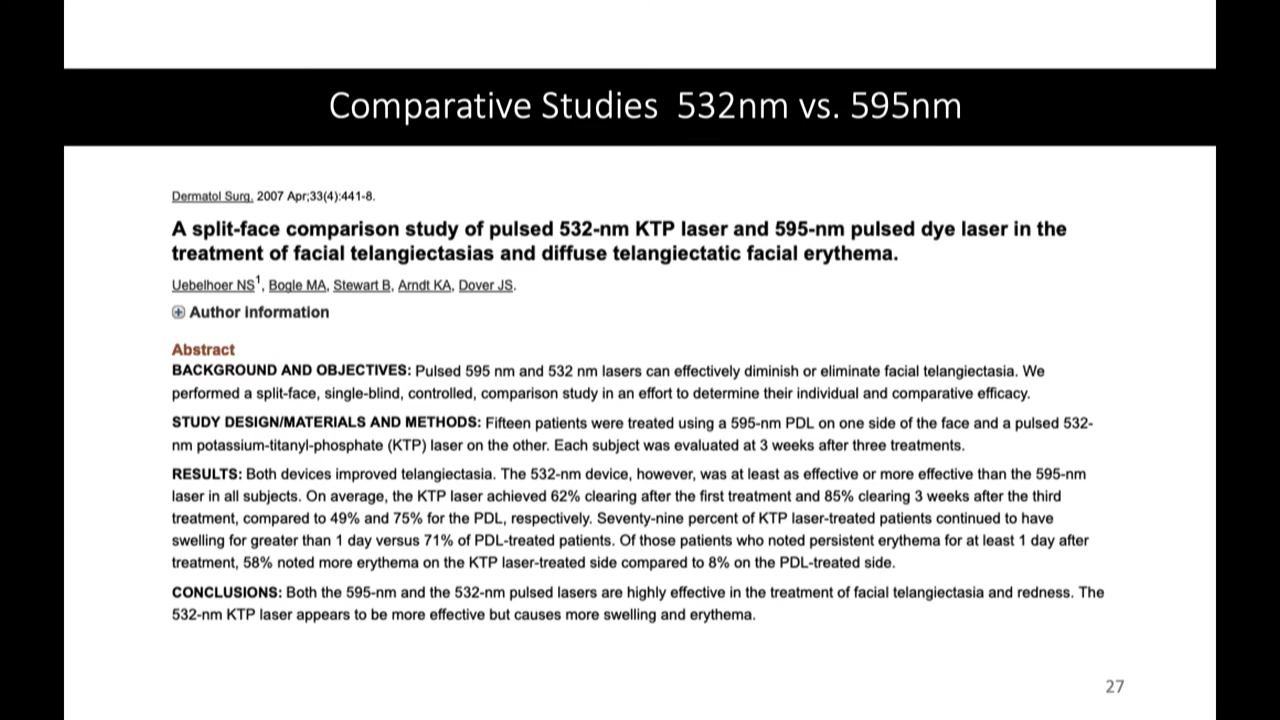 Comparative Studies 532nm vs. 595nm
Dermatol Surg. 2007 Apr;33(4):441-8.
A split-face comparison study of pulsed 532-nm KTP laser and 595-nm pulsed dye laser in the
treatment of facial telangiectasias and diffuse telangiectatic facial erythema.
Uebelhoer NS1, Bogle MA, Stewart B, Arndt KA, Dover JS.
Author information
Abstract
BACKGROUND AND OBJECTIVES: Pulsed 595 nm and 532 nm lasers can effectively diminish or eliminate facial telangiectasia. We
performed a split-face, single-blind, controlled, comparison study in an effort to determine their individual and comparative efficacy.
STUDY DESIGN/MATERIALS AND METHODS: Fifteen patients were treated using a 595-nm PDL on one side of the face and a pulsed 532-
nm potassium-titanyl-phosphate (KTP) laser on the other. Each subject was evaluated at 3 weeks after three treatments.
RESULTS: Both devices improved telangiectasia. The 532-nm device, however, was at least as effective or more effective than the 595-nm
laser in all subjects. On average, the KTP laser achieved 62% clearing after the first treatment and 85% clearing 3 weeks after the third
treatment, compared to 49% and 75% for the PDL, respectively. Seventy-nine percent of KTP laser-treated patients continued to have
swelling for greater than 1 day versus 71% of PDL-treated patients. Of those patients who noted persistent erythema for at least 1 day after
treatment, 58% noted more erythema on the KTP laser-treated side compared to 8% on the PDL-treated side.
CONCLUSIONS: Both the 595-nm and the 532-nm pulsed lasers are highly effective in the treatment of facial telangiectasia and redness. The
532-nm KTP laser appears to be more effective but causes more swelling and erythema.
27